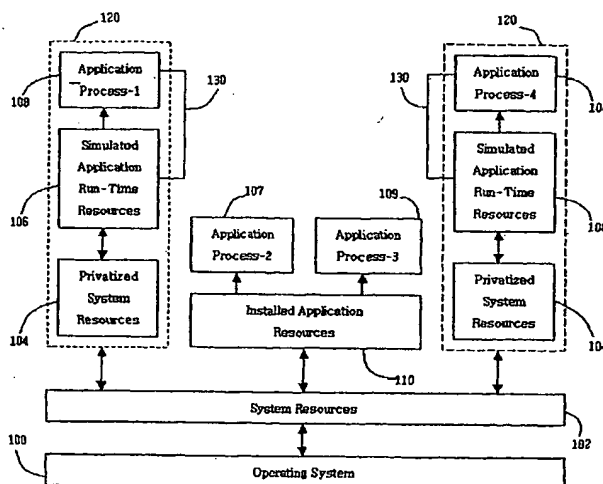 120
120
108
Application
Process-1
130
130
Application
Process-4
10
Simulated
Application
Run-Time
Resources
106
Simulated
Application
Run-Time
Resources
107
109
Application
Process-2
Application
Process-3
Privatized
System
Resources
104
Installed Application
Resources
110
Privatized
System
Resources
104
System Resources
102
100
Operating System